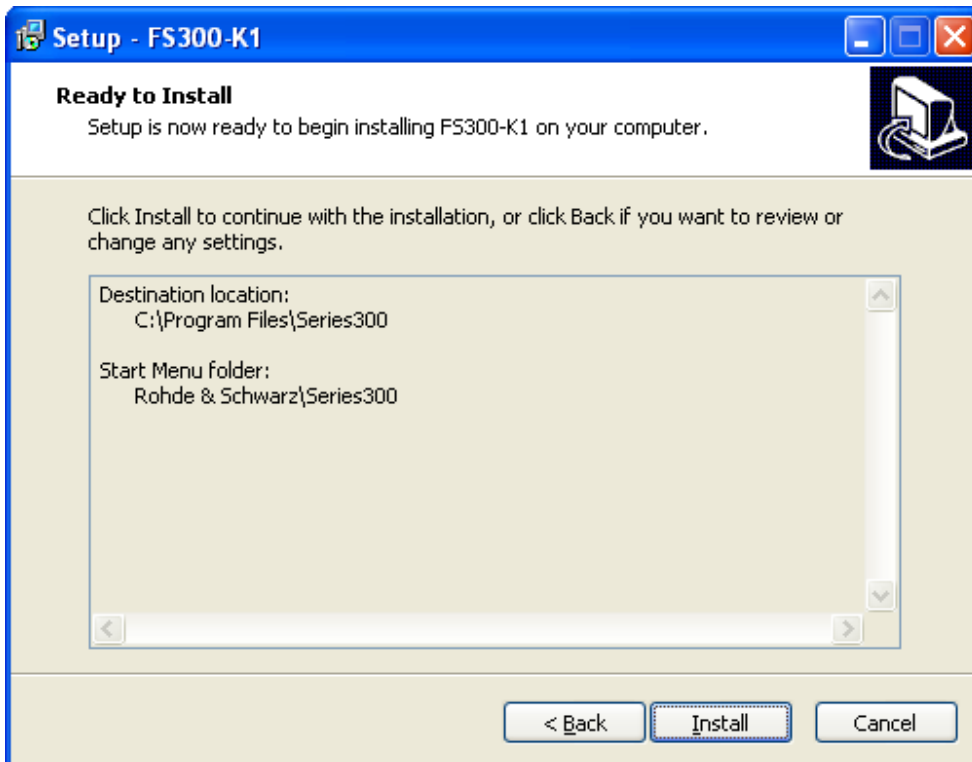 Setup - FS300-K1
Ready to Install
Setup is now ready to begin installing FS300-K1 on your computer.
Click Install to continue with the installation, or click Back if you want to review or
change any settings.
Destination location:
C:\Program Files\Series300
Start Menu folder:
Rohde & Schwarz\Series300
< Back
Install
Cancel